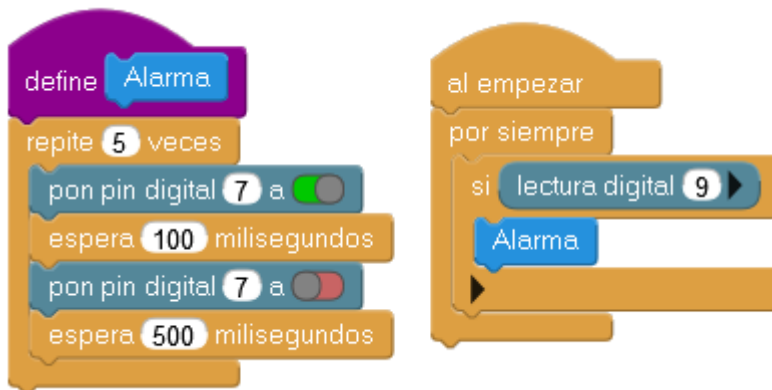 define Alarma
repite 5 veces
pon pin digital 7 a
espera 100 milisegundos
pon pin digital 7 a
espera 500 milisegundos
al empezar
por siempre
si lectura digital 9
Alarma